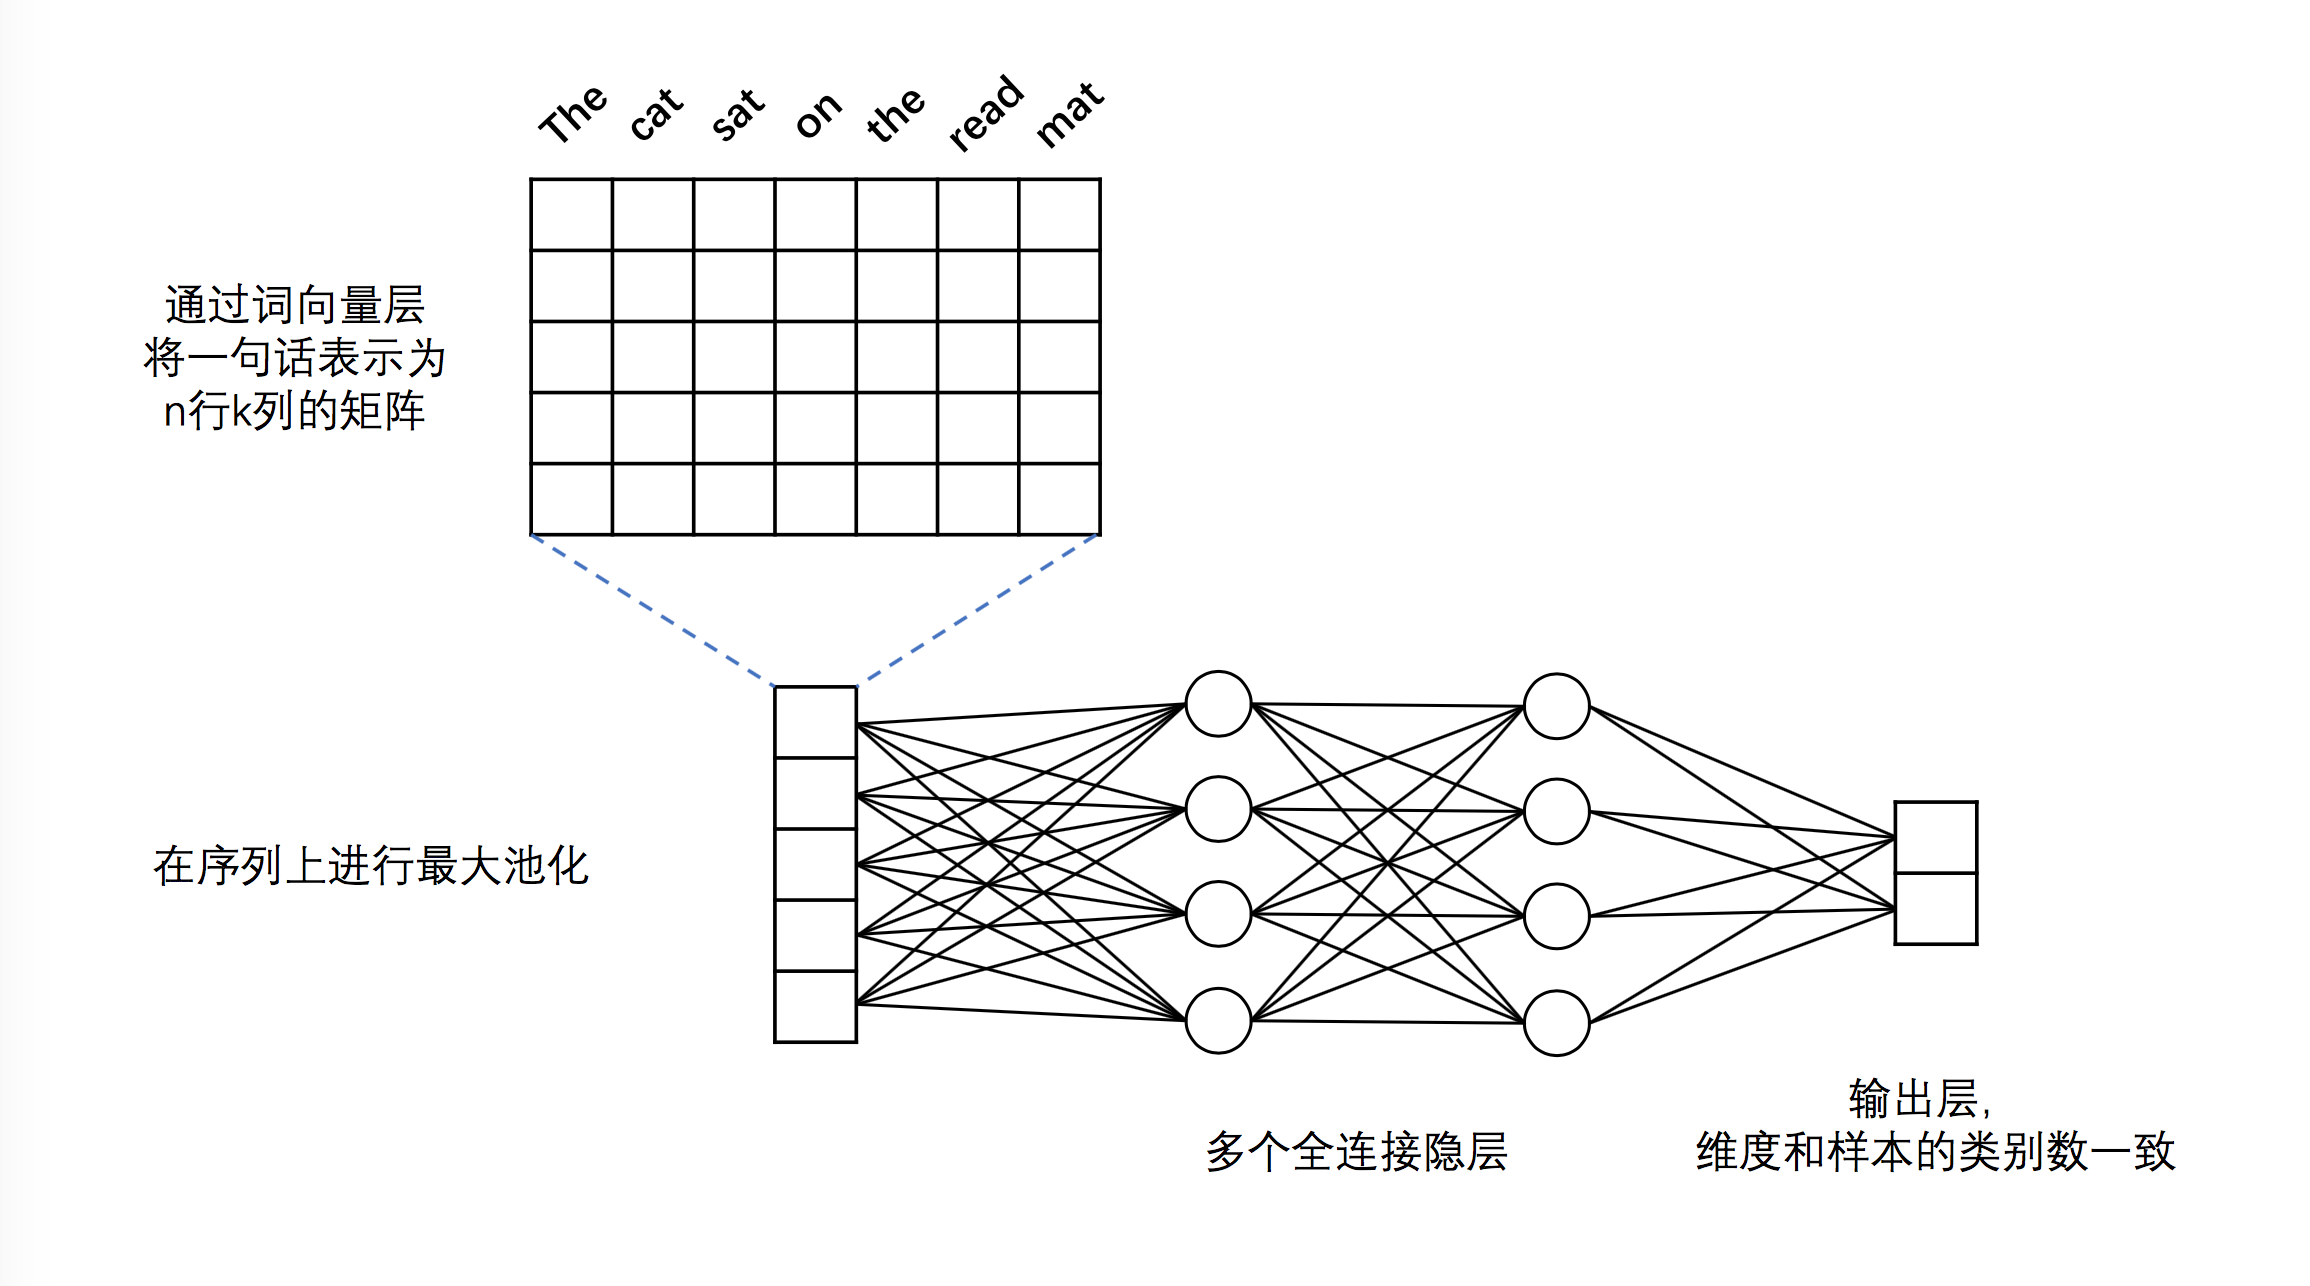 The cat sat on the read mat
通过词向量层
将一句话表示为
n行k列的矩阵
在序列上进行最大池化
多个全连接隐层
输出层,
维度和样本的类别数一致